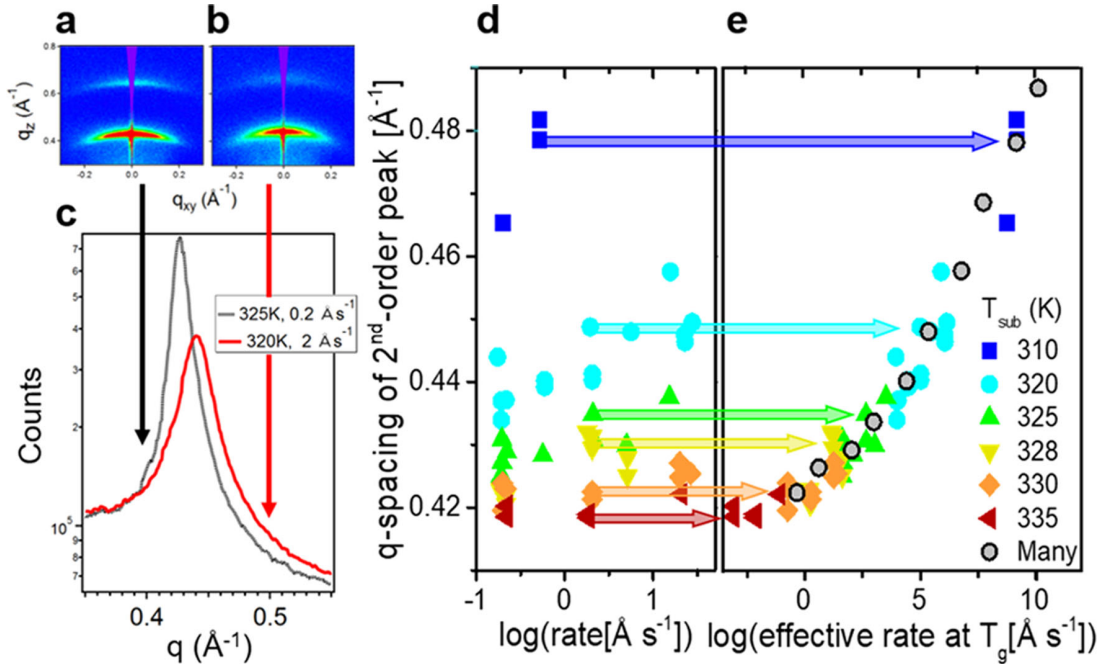 a
b
d
e
0.8
0.6
0.4
q_z (Å⁻¹)
-0.2
0.0
0.2
-0.2
0.0
0.2
q_xy (Å⁻¹)
c
7
6
5
4
3
2
10⁵
9
8
7
Counts
325K, 0.2 Ås⁻¹
320K, 2 Ås⁻¹
0.4
0.5
q (Å⁻¹)
q-spacing of 2ⁿᵈ-order peak [Å⁻¹]
0.48
0.46
0.44
0.42
-1
0
1
log(rate[Å s⁻¹])
0
5
10
log(effective rate at T_g[Å s⁻¹])
T_sub (K)
310
320
325
328
330
335
Many